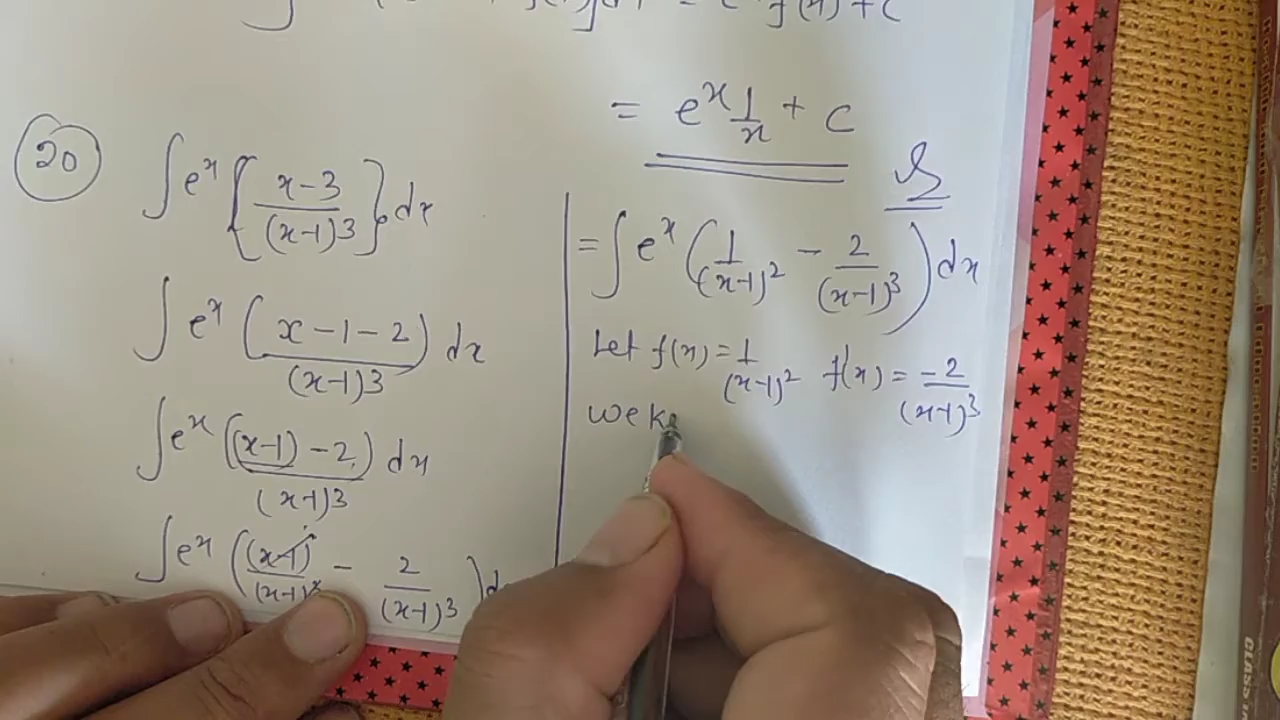 f(x)]dx = e^x f(x) + c
= e^x 1/x + c
20 ∫e^x {(x-3)/(x-1)^3} dx
∫e^x ((x-1-2)/(x-1)^3) dx
∫e^x (((x-1)-2)/(x-1)^3) dx
∫e^x ((x-1)/(x-1)^3 - 2/(x-1)^3) d
= ∫e^x (1/(x-1)^2 - 2/(x-1)^3) dx
Let f(x) = 1/(x-1)^2 f'(x) = -2/(x-1)^3
We k
CLASS